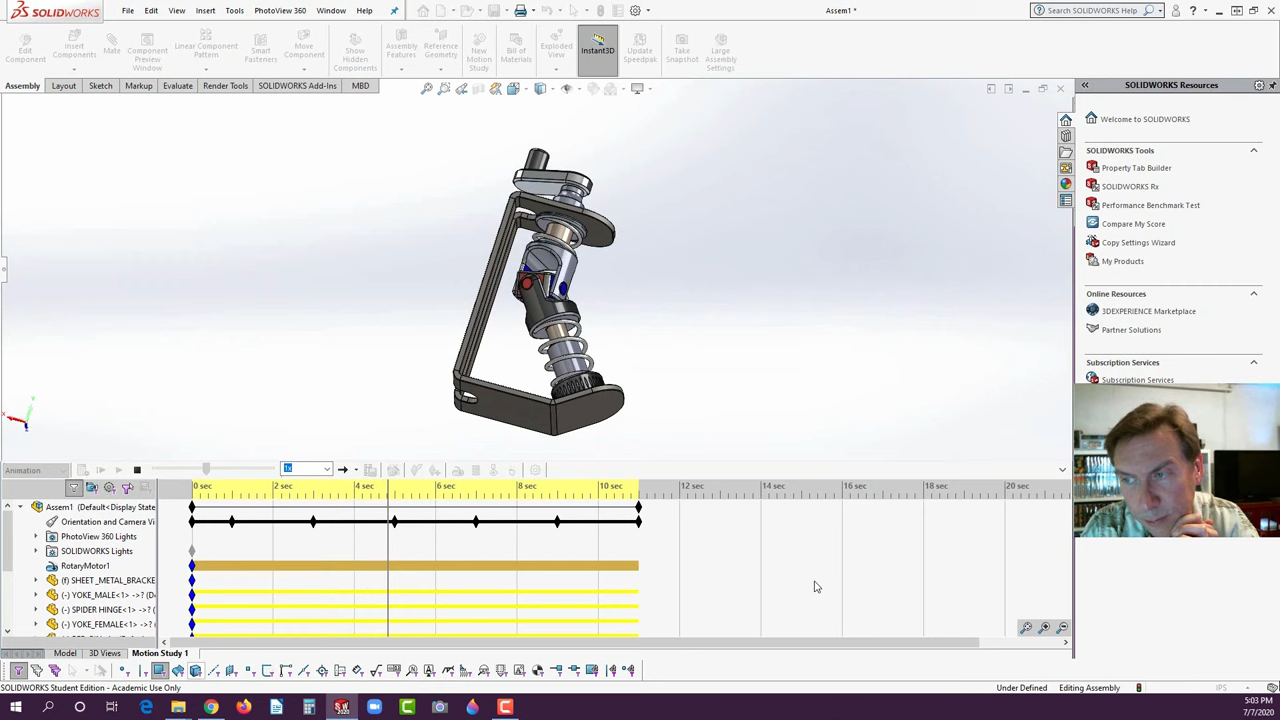 SOLIDWORKS File Edit View Insert Tools PhotoView 360 Window Help Assem1 * Search SOLIDWORKS Help
Edit Component Insert Components Mate Component Preview Window Linear Component Pattern Smart Fasteners Move Component Show Hidden Components Assembly Features Reference Geometry New Motion Study Bill of Materials Exploded View Instant3D Update Speedpak Take Snapshot Large Assembly Settings
Assembly Layout Sketch Markup Evaluate Render Tools SOLIDWORKS Add-Ins MBD
SOLIDWORKS Resources
Welcome to SOLIDWORKS
SOLIDWORKS Tools
Property Tab Builder
SOLIDWORKS Rx
Performance Benchmark Test
Compare My Score
Copy Settings Wizard
My Products
Online Resources
3DEXPERIENCE Marketplace
Partner Solutions
Subscription Services
Subscription Services
Animation 1x
0 sec 2 sec 4 sec 6 sec 8 sec 10 sec 12 sec 14 sec 16 sec 18 sec 20 sec
Assem1 (Default<Display State
Orientation and Camera Vi
PhotoView 360 Lights
SOLIDWORKS Lights
RotaryMotor1
(f) SHEET _METAL_BRACKE
(-) YOKE_MALE<1> ->? (De
(-) SPIDER HINGE<1> ->? (
(-) YOKE_FEMALE<1> ->? (
Model 3D Views Motion Study 1
SOLIDWORKS Student Edition - Academic Use Only Under Defined Editing Assembly IPS
5:03 PM
7/7/2020